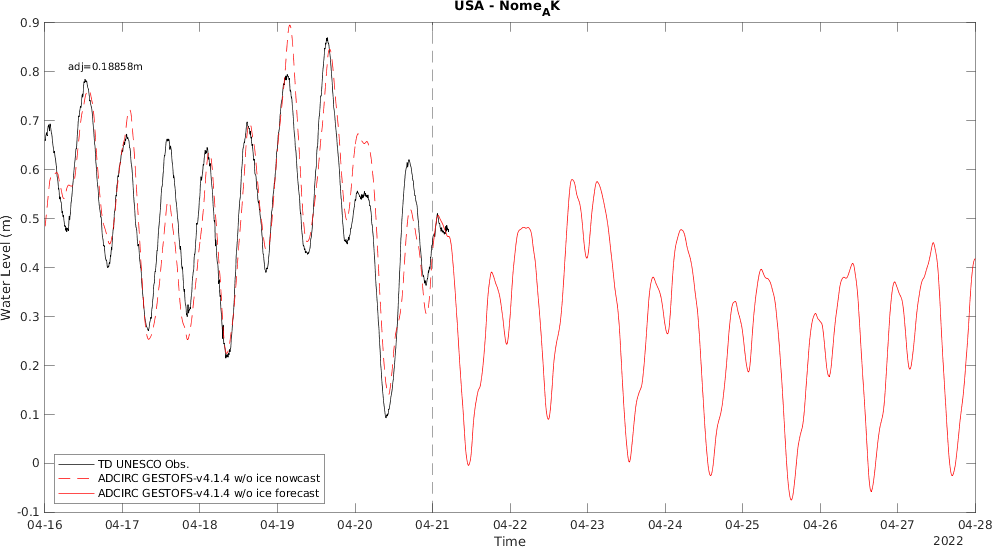 USA - Nome_AK
adj=0.18858m
0.9
0.8
0.7
0.6
0.5
0.4
0.3
0.2
0.1
0
-0.1
Water Level (m)
TD UNESCO Obs.
ADCIRC GESTOFS-v4.1.4 w/o ice nowcast
ADCIRC GESTOFS-v4.1.4 w/o ice forecast
04-16 04-17 04-18 04-19 04-20 04-21 04-22 04-23 04-24 04-25 04-26 04-27 04-28
Time
2022